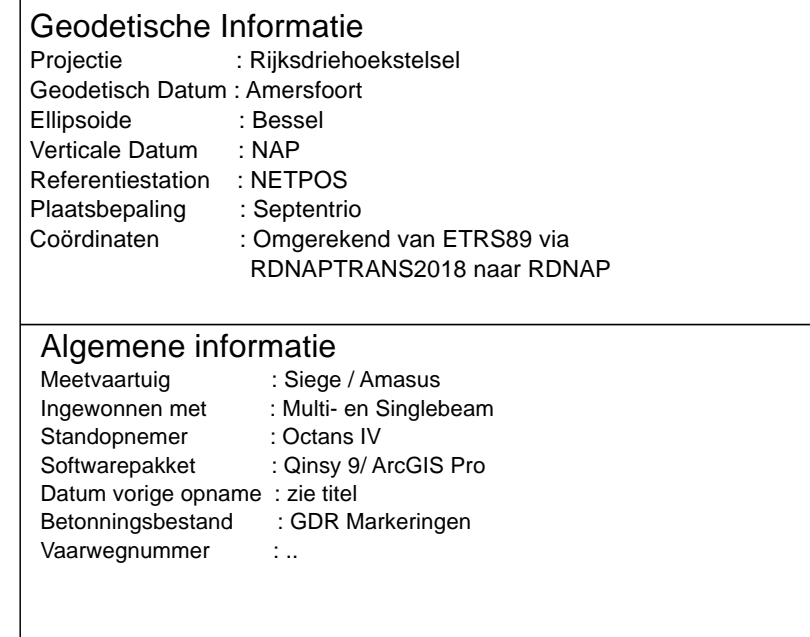 Geodetische Informatie
Projectie : Rijksdriehoekstelsel
Geodetisch Datum : Amersfoort
Ellipsoide : Bessel
Verticale Datum : NAP
Referentiestation : NETPOS
Plaatsbepaling : Septentrio
Coördinaten : Omgerekend van ETRS89 via
RDNAPTRANS2018 naar RDNAP
Algemene informatie
Meetvaartuig : Siege / Amasus
Ingewonnen met : Multi- en Singlebeam
Standopnemer : Octans IV
Softwarepakket : Qinsy 9/ ArcGIS Pro
Datum vorige opname : zie titel
Betonningsbestand : GDR Markeringen
Vaarwegnummer : ..